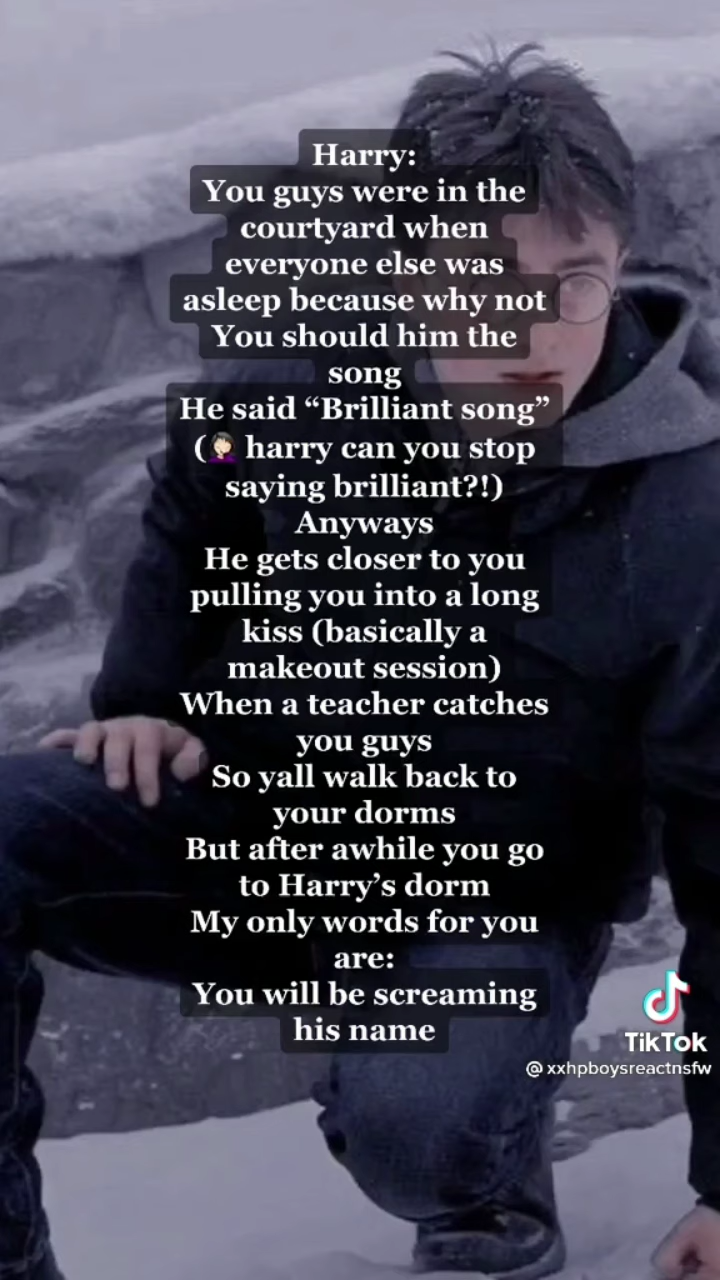 Harry:
You guys were in the
courtyard when
everyone else was
asleep because why not
You should him the
song
He said “Brilliant song”
(🤦🏻‍♀️ harry can you stop
saying brilliant?!)
Anyways
He gets closer to you
pulling you into a long
kiss (basically a
makeout session)
When a teacher catches
you guys
So yall walk back to
your dorms
But after awhile you go
to Harry’s dorm
My only words for you
are:
You will be screaming
his name
TikTok
@xxhpboysreactnsfw